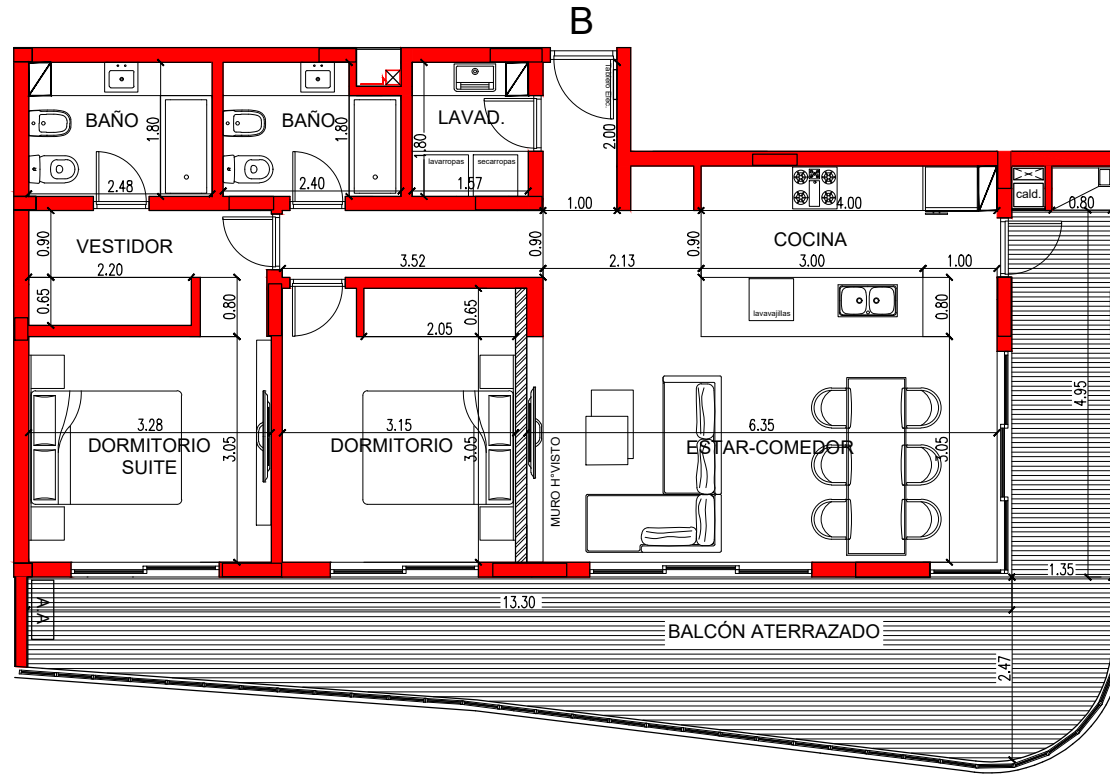 B
Tablero Elec.
BAÑO
BAÑO
LAVAD.
1.80
1.80
1.80
2.00
lavarropas
secarropas
2.48
2.40
1.57
1.00
4.00
cald.
0.80
VESTIDOR
COCINA
0.90
0.90
0.90
2.20
3.52
2.13
3.00
1.00
0.65
0.80
0.65
lavavajillas
0.80
2.05
4.95
3.28
3.15
6.35
DORMITORIO
SUITE
3.05
DORMITORIO
3.05
MURO H°VISTO
ESTAR-COMEDOR
3.05
1.35
A.A
13.30
BALCÓN ATERRAZADO
2.47